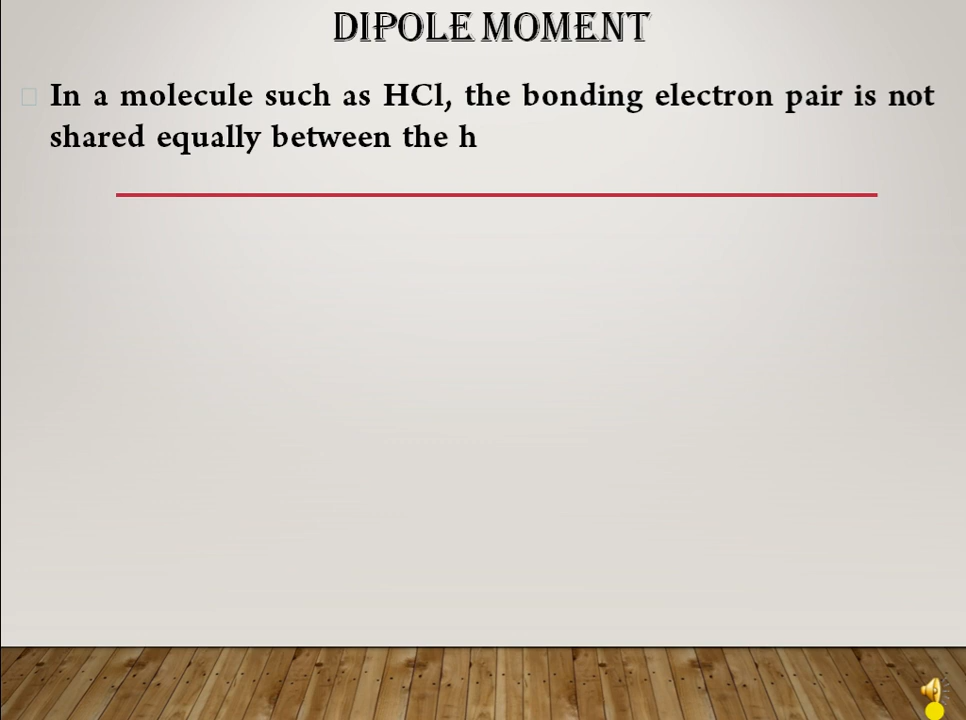 DIPOLE MOMENT
In a molecule such as HCl, the bonding electron pair is not
shared equally between the h